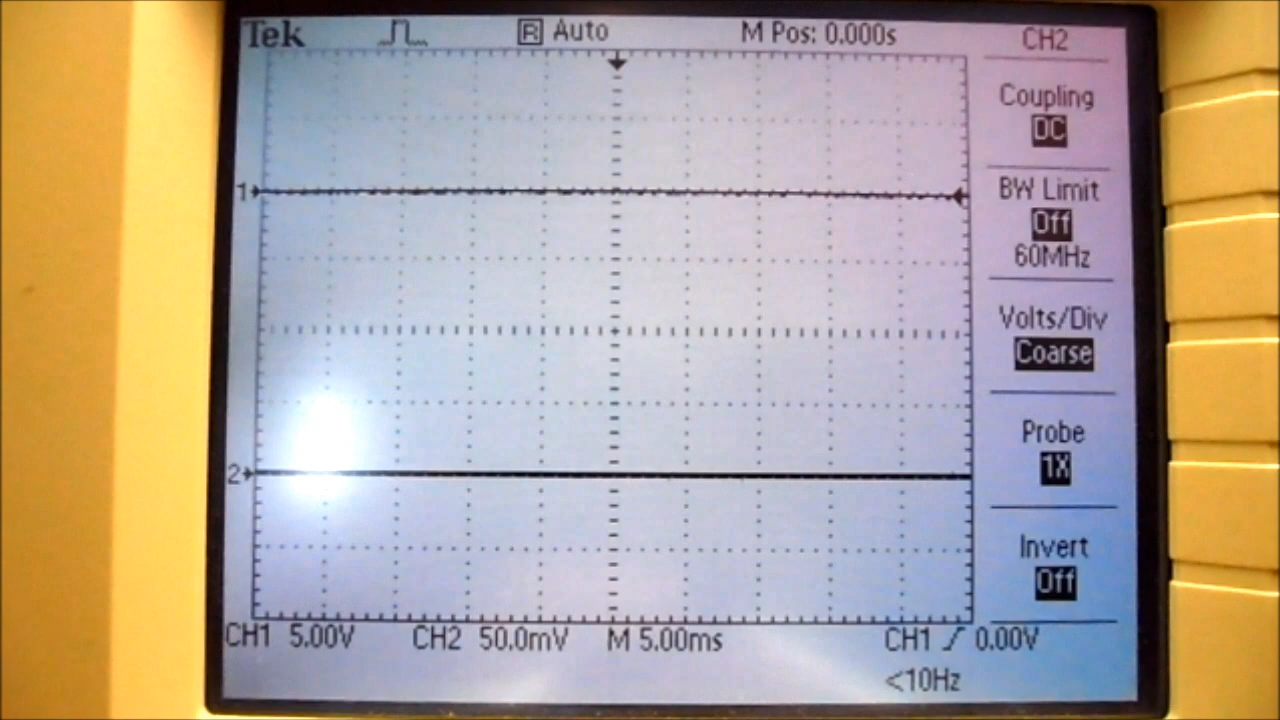 Tek R Auto M Pos: 0.000s CH2
Coupling
DC
1
BW Limit
Off
60MHz
Volts/Div
Coarse
Probe
1X
2
Invert
Off
CH1 5.00V CH2 50.0mV M 5.00ms CH1 0.00V
<10Hz